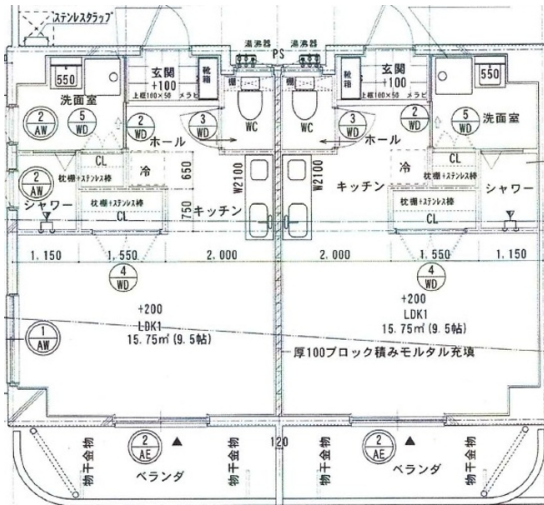 ステンレスタラップ
湯沸器 湯沸器
PS
550
洗面室
玄関
+100
上框180×50 メラピ
靴箱
棚
WC
2
AW
5
WD
2
WD
3
WD
ホール
CL
枕棚+ステンレス棒
冷
650
750
W2100
キッチン
2
AW
シャワー
枕棚+ステンレス棒
CL
靴箱
玄関
+100
上框180×50 メラピ
550
洗面室
WC
棚
3
WD
2
WD
5
WD
ホール
W2100
キッチン
冷
CL
枕棚+ステンレス棒
シャワー
枕棚+ステンレス棒
CL
1,150 1,550 2,000 2,000 1,550 1,150
4
WD
4
WD
+200
LDK1
15.75㎡(9.5帖)
+200
LDK1
15.75㎡(9.5帖)
1
AW
厚100ブロック積みモルタル充填
120
物干金物
2
AE
物干金物
ベランダ
物干金物
2
AE
物干金物
ベランダ